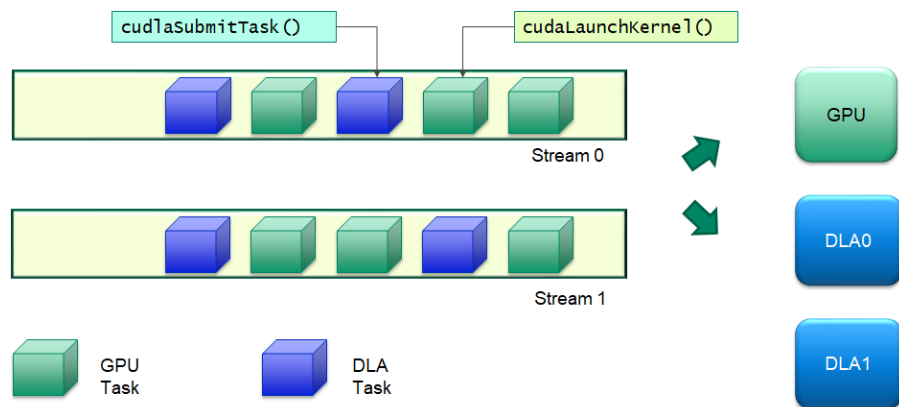 cudlaSubmitTask()
cudaLaunchKernel()
GPU
Stream 0
DLA0
Stream 1
GPU
Task
DLA
Task
DLA1